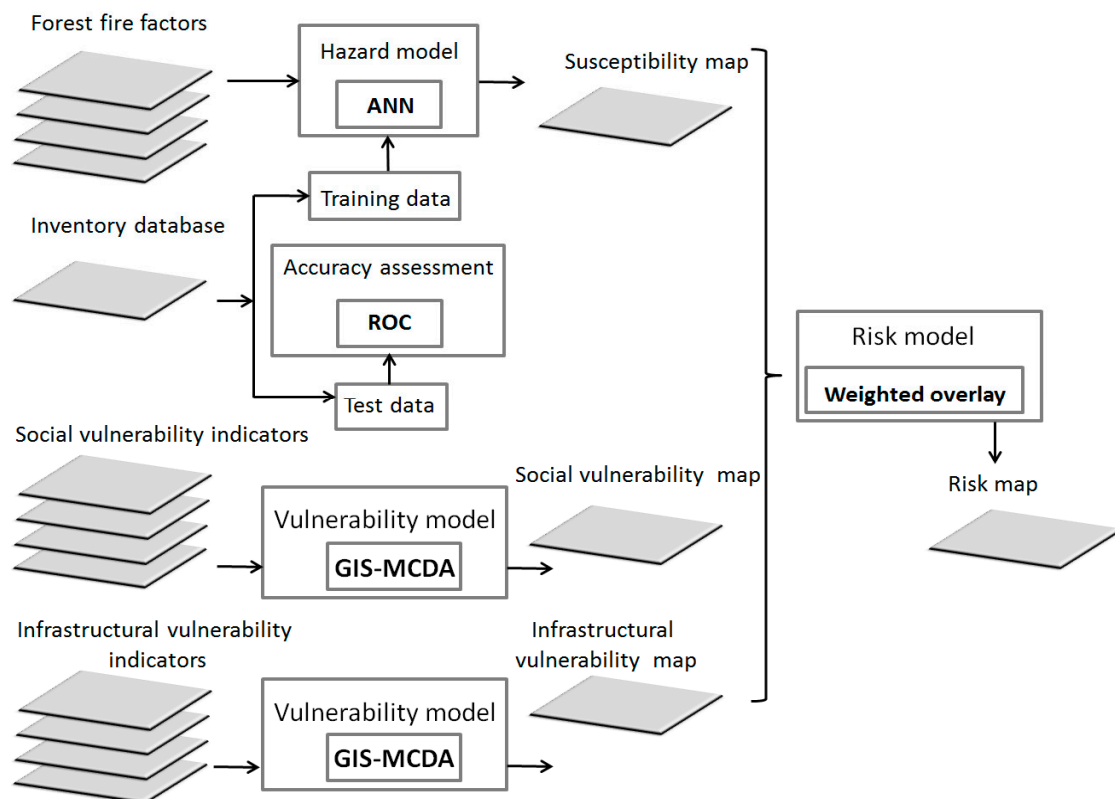 Forest fire factors
Hazard model
ANN
Susceptibility map
Training data
Inventory database
Accuracy assessment
ROC
Test data
Risk model
Weighted overlay
Risk map
Social vulnerability indicators
Vulnerability model
GIS-MCDA
Social vulnerability map
Infrastructural vulnerability
indicators
Vulnerability model
GIS-MCDA
Infrastructural
vulnerability map